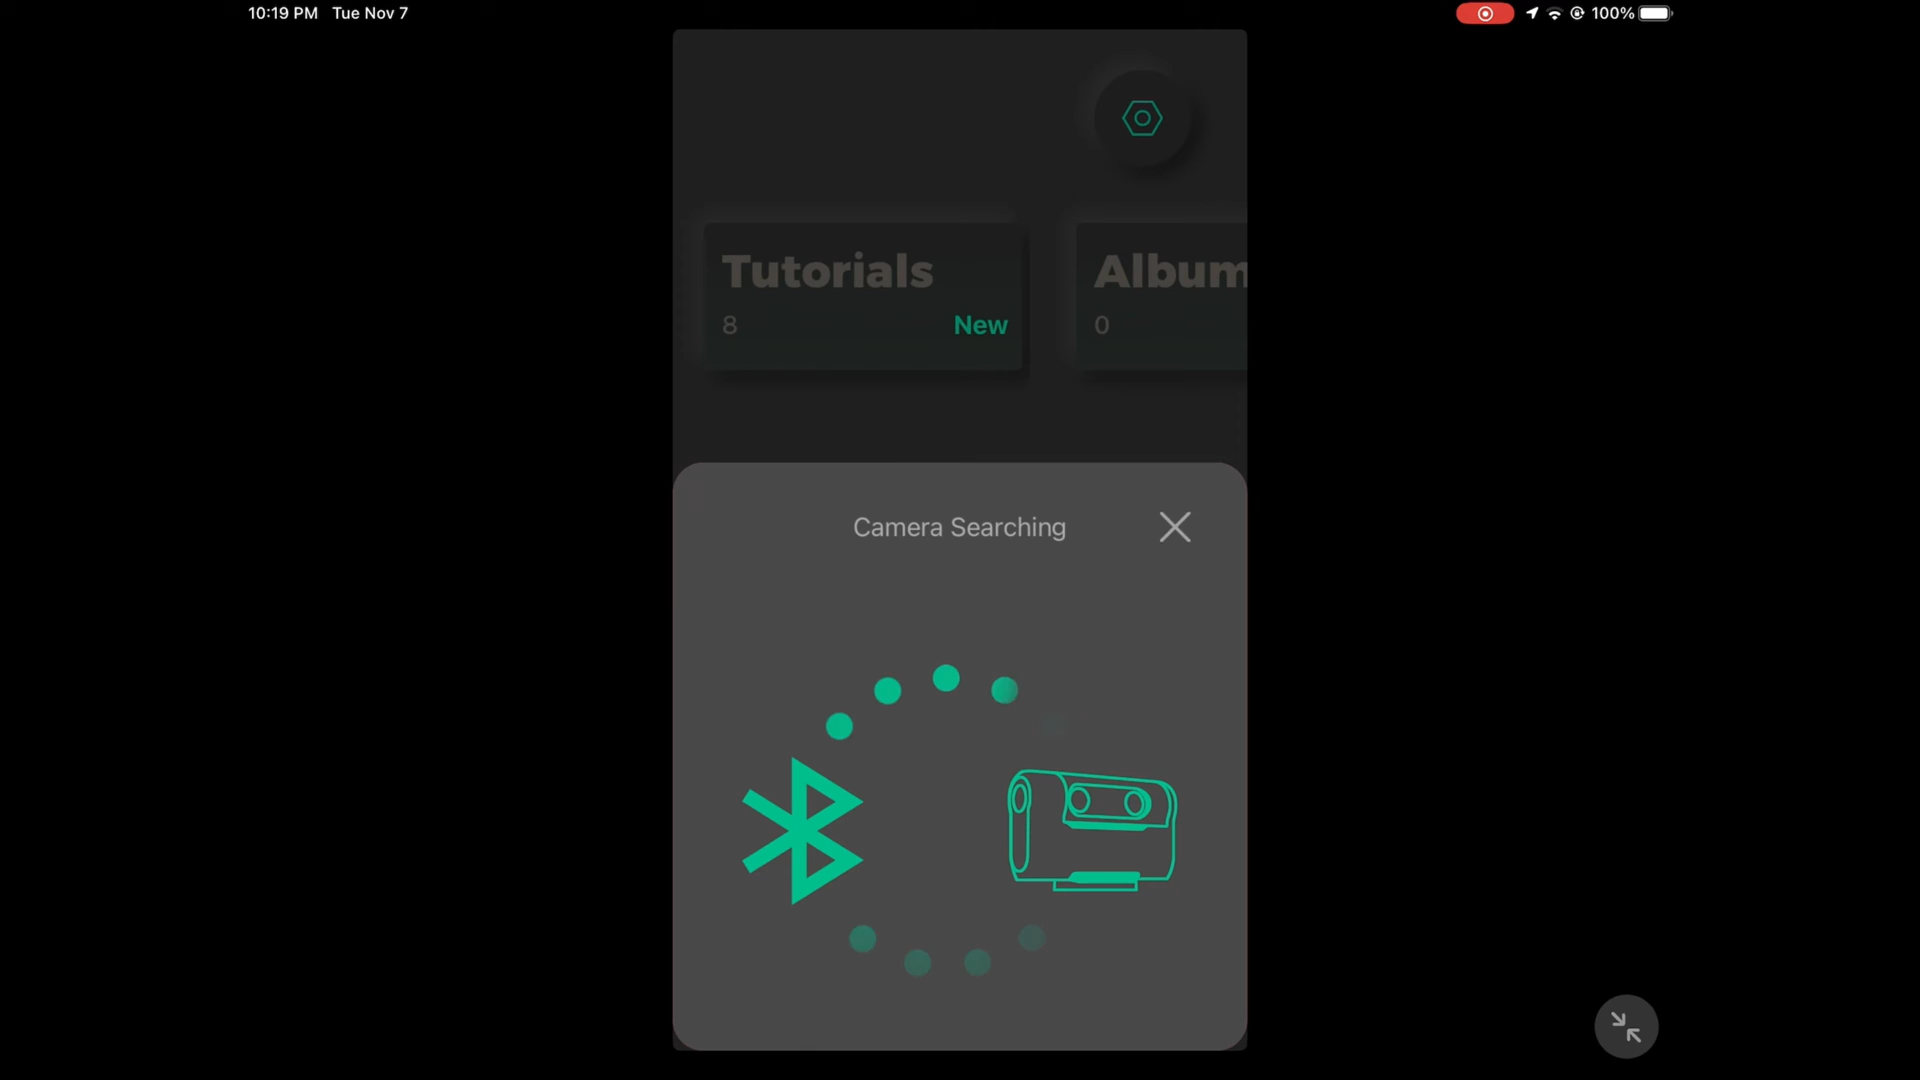 10:19 PM Tue Nov 7
100%
Tutorials
8
New
Album
0
Camera Searching